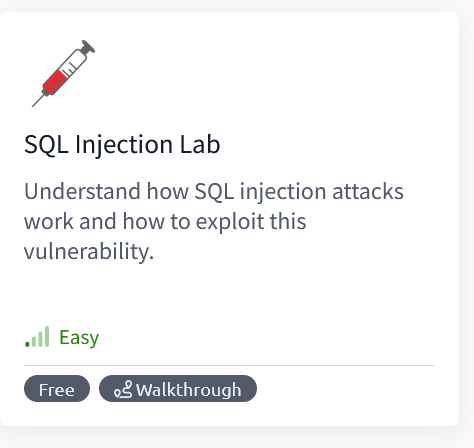 SQL Injection Lab
Understand how SQL injection attacks
work and how to exploit this
vulnerability.
Easy
Free
Walkthrough